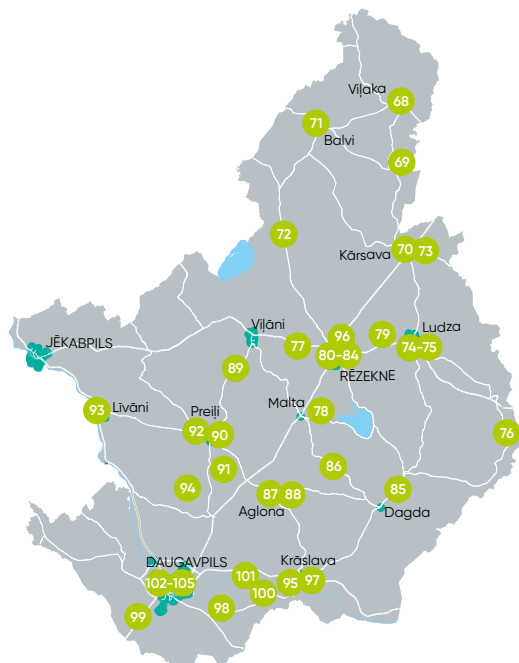 Viļaka
68
71
Balvi
69
72
Kārsava
70
73
Viļāni
96
79
Ludza
77
80-84
74-75
JĒKABPILS
RĒZEKNE
89
Malta
78
93
Līvāni
Preiļi
92
90
76
91
86
94
87
88
85
Aglona
Dagda
DAUGAVPILS
Krāslava
102-105
101
95
97
100
98
99